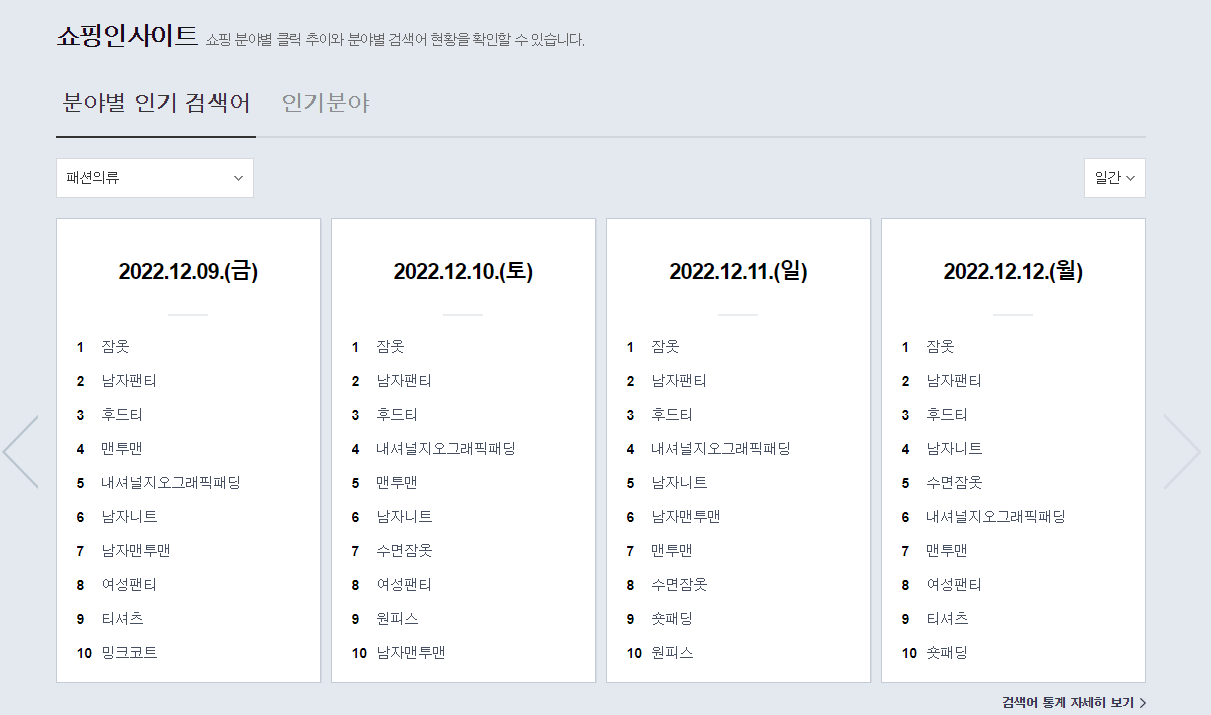 쇼핑인사이트 쇼핑 분야별 클릭 추이와 분야별 검색어 현황을 확인할 수 있습니다.
분야별 인기 검색어 인기분야
패션의류 일간
2022.12.09.(금)
1 잠옷
2 남자팬티
3 후드티
4 맨투맨
5 내셔널지오그래픽패딩
6 남자니트
7 남자맨투맨
8 여성팬티
9 티셔츠
10 밍크코트
2022.12.10.(토)
1 잠옷
2 남자팬티
3 후드티
4 내셔널지오그래픽패딩
5 맨투맨
6 남자니트
7 수면잠옷
8 여성팬티
9 원피스
10 남자맨투맨
2022.12.11.(일)
1 잠옷
2 남자팬티
3 후드티
4 내셔널지오그래픽패딩
5 남자니트
6 남자맨투맨
7 맨투맨
8 수면잠옷
9 숏패딩
10 원피스
2022.12.12.(월)
1 잠옷
2 남자팬티
3 후드티
4 남자니트
5 수면잠옷
6 내셔널지오그래픽패딩
7 맨투맨
8 여성팬티
9 티셔츠
10 숏패딩
검색어 통계 자세히 보기